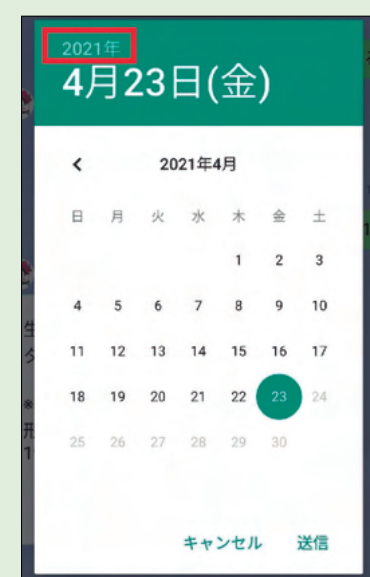 2021年
4月23日(金)
2021年4月
日 月 火 水 木 金 土
1 2 3
4 5 6 7 8 9 10
11 12 13 14 15 16 17
18 19 20 21 22 23 24
25 26 27 28 29 30
キャンセル 送信